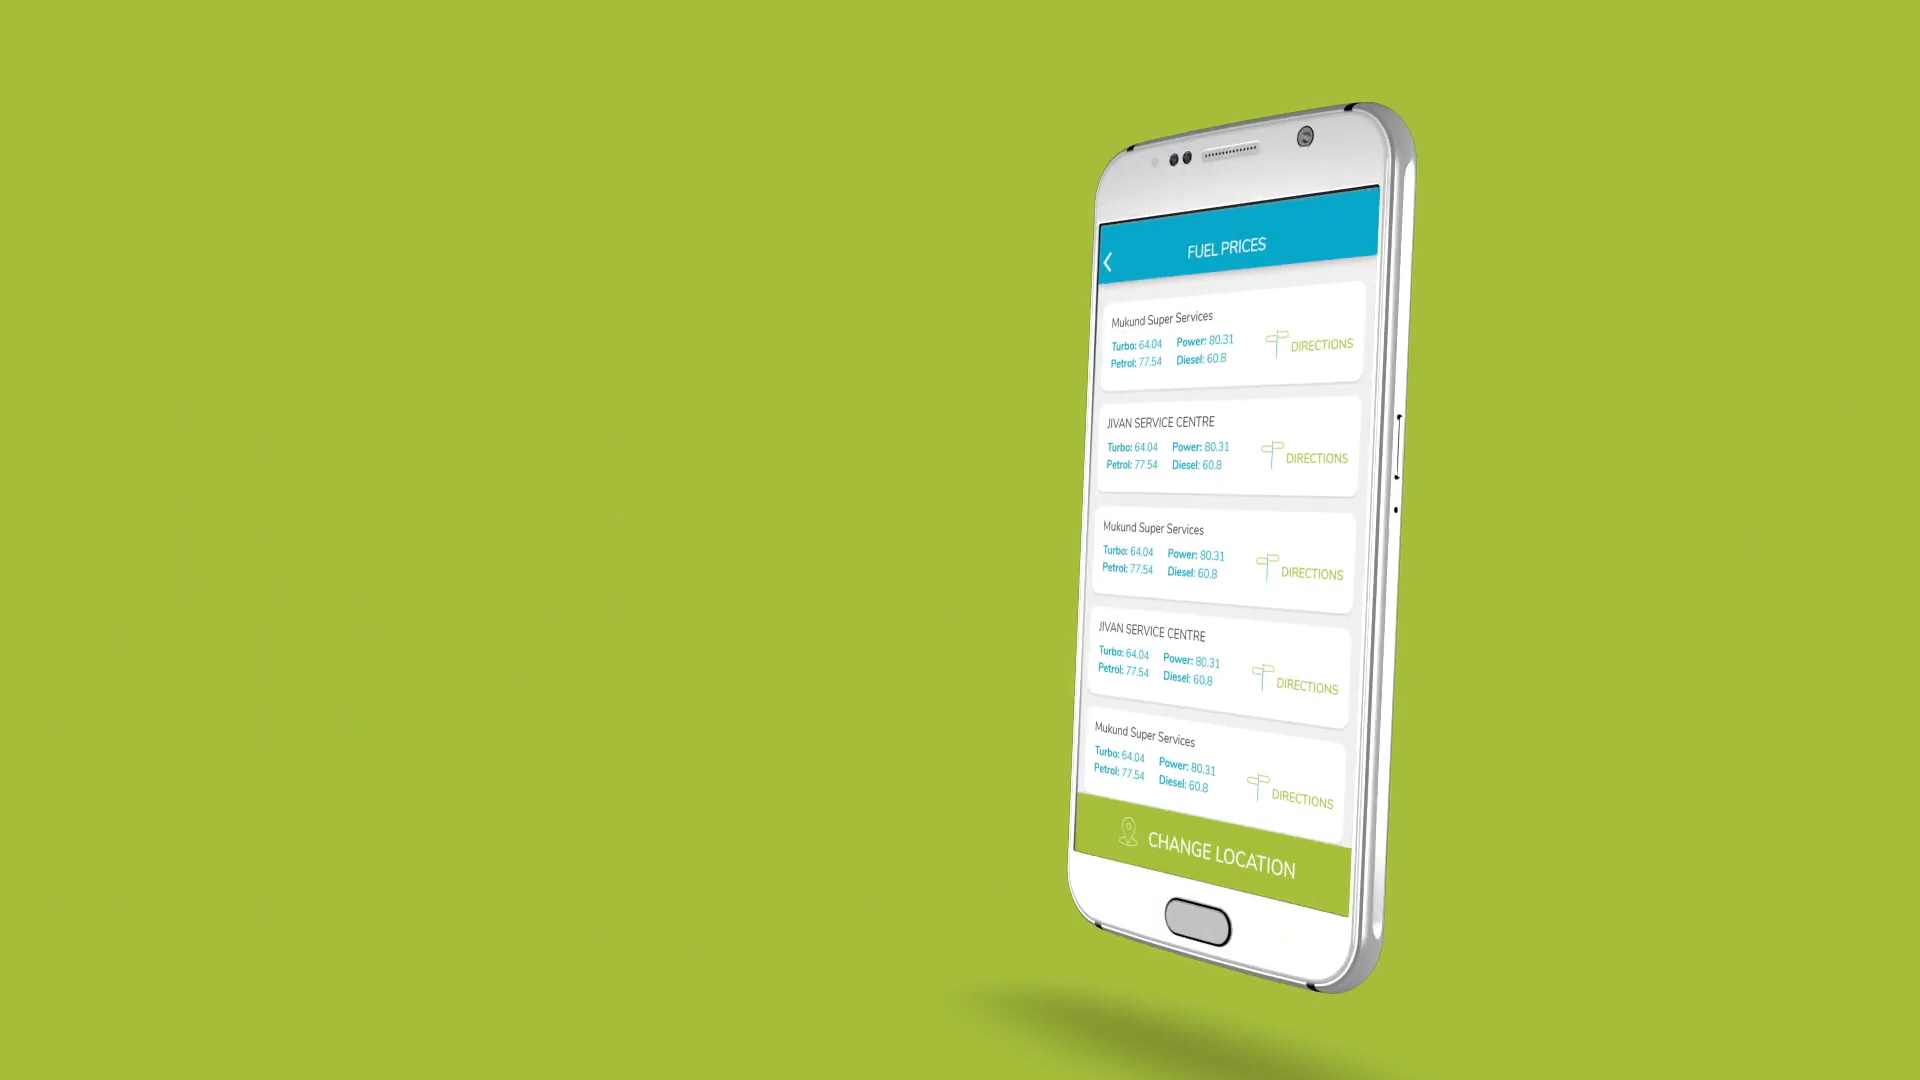 FUEL PRICES
Mukund Super Services
Turbo: 64.04 Power: 80.31
Petrol: 77.54 Diesel: 60.8
DIRECTIONS
JIVAN SERVICE CENTRE
Turbo: 64.04 Power: 80.31
Petrol: 77.54 Diesel: 60.8
DIRECTIONS
Mukund Super Services
Turbo: 64.04 Power: 80.31
Petrol: 77.54 Diesel: 60.8
DIRECTIONS
JIVAN SERVICE CENTRE
Turbo: 64.04 Power: 80.31
Petrol: 77.54 Diesel: 60.8
DIRECTIONS
Mukund Super Services
Turbo: 64.04 Power: 80.31
Petrol: 77.54 Diesel: 60.8
DIRECTIONS
CHANGE LOCATION